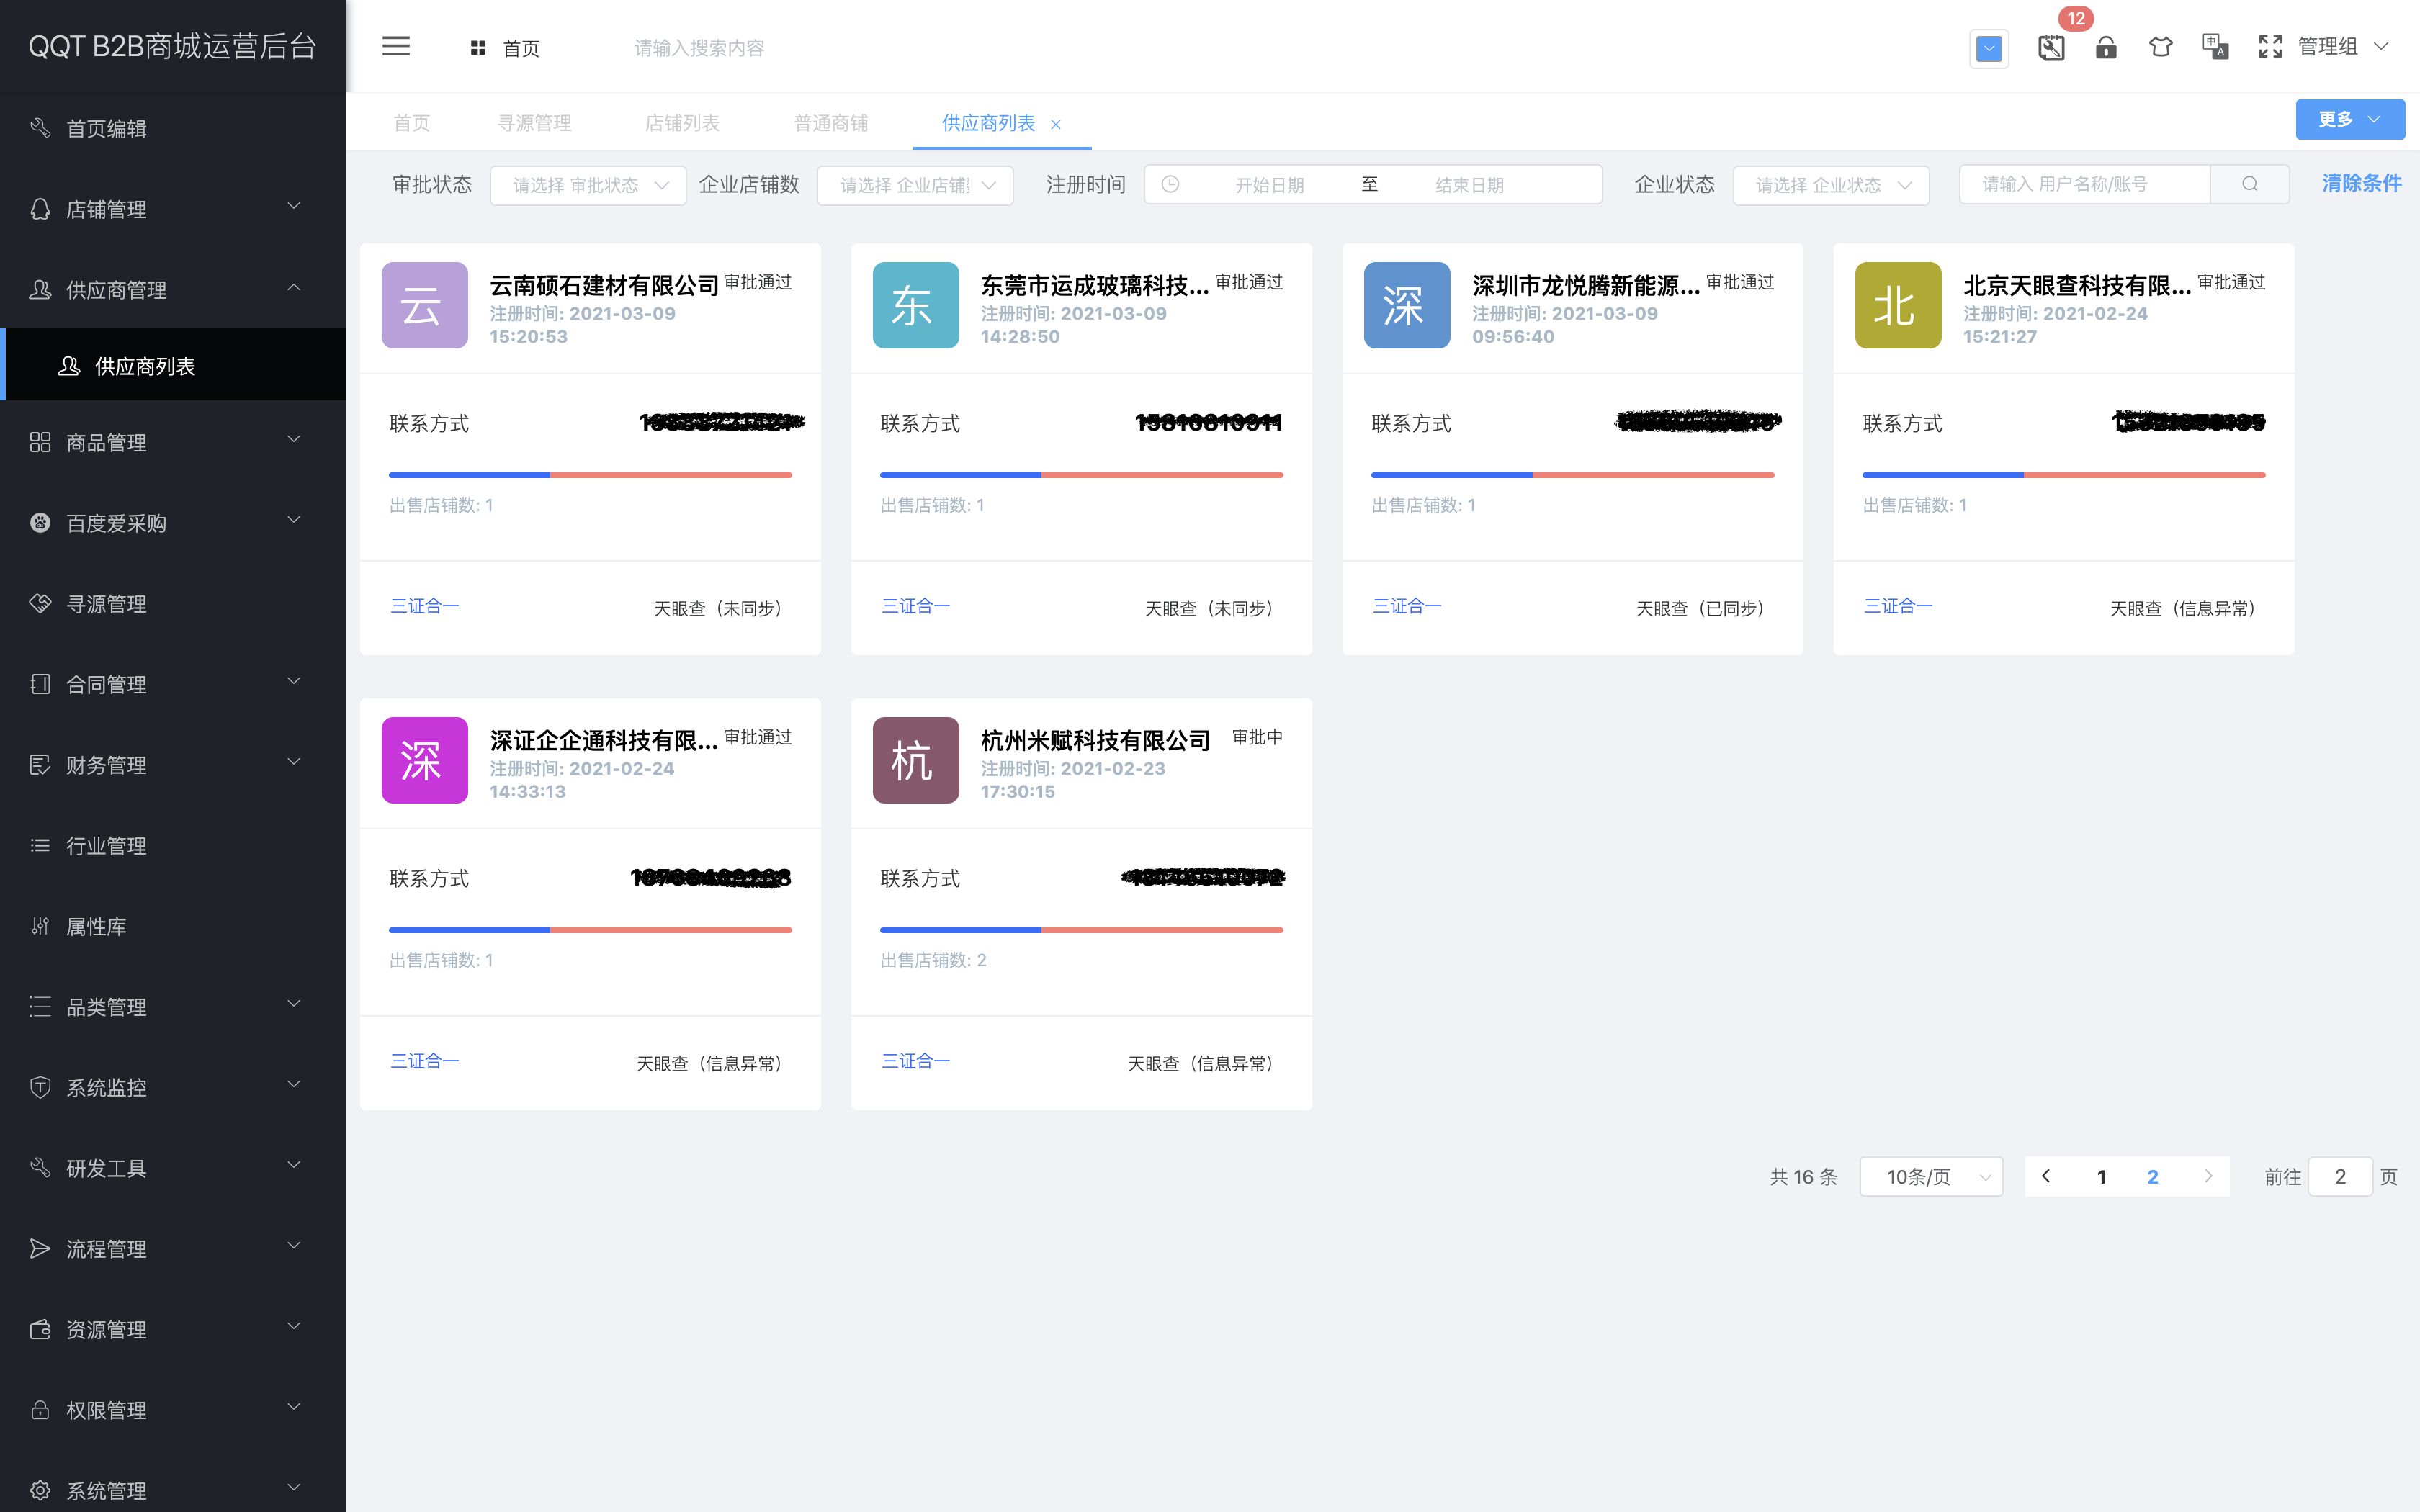 QQT B2B商城运营后台
首页
请输入搜索内容
12
管理组
首页编辑
店铺管理
供应商管理
供应商列表
商品管理
百度爱采购
寻源管理
合同管理
财务管理
行业管理
属性库
品类管理
系统监控
研发工具
流程管理
资源管理
权限管理
系统管理
首页 寻源管理 店铺列表 普通商铺 供应商列表
更多
审批状态 请选择 审批状态 企业店铺数 请选择 企业店铺 注册时间 开始日期 至 结束日期 企业状态 请选择 企业状态 请输入 用户名称/账号 清除条件
云
云南硕石建材有限公司 审批通过
注册时间: 2021-03-09
15:20:53
联系方式
出售店铺数: 1
三证合一 天眼查（未同步）
东
东莞市运成玻璃科技... 审批通过
注册时间: 2021-03-09
14:28:50
联系方式
出售店铺数: 1
三证合一 天眼查（未同步）
深
深圳市龙悦腾新能源... 审批通过
注册时间: 2021-03-09
09:56:40
联系方式
出售店铺数: 1
三证合一 天眼查（已同步）
北
北京天眼查科技有限... 审批通过
注册时间: 2021-02-24
15:21:27
联系方式
出售店铺数: 1
三证合一 天眼查（信息异常）
深
深证企企通科技有限... 审批通过
注册时间: 2021-02-24
14:33:13
联系方式
出售店铺数: 1
三证合一 天眼查（信息异常）
杭
杭州米赋科技有限公司 审批中
注册时间: 2021-02-23
17:30:15
联系方式
出售店铺数: 2
三证合一 天眼查（信息异常）
共 16 条 10条/页 1 2 前往 2 页